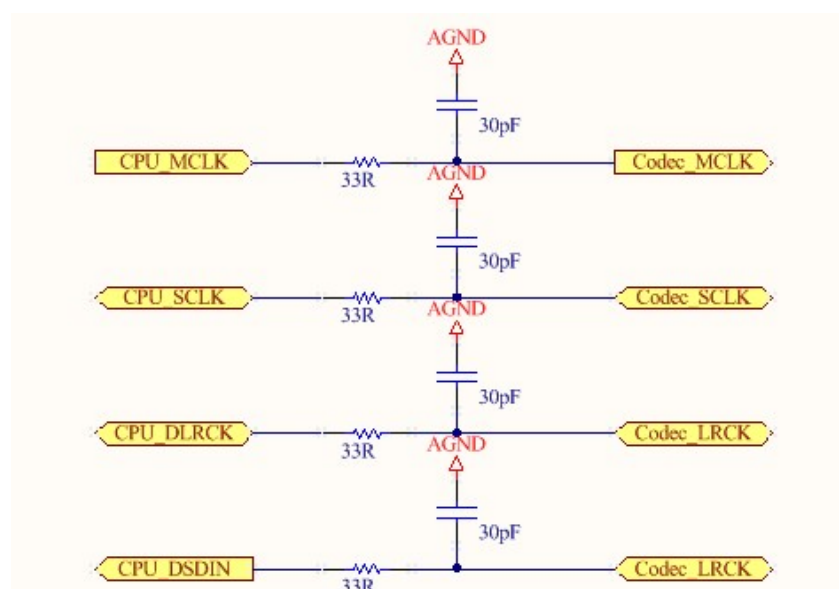 AGND
30pF
CPU_MCLK 33R Codec_MCLK
AGND
30pF
CPU_SCLK 33R Codec_SCLK
AGND
30pF
CPU_DLRCK 33R Codec_LRCK
AGND
30pF
CPU_DSDIN 33R Codec_LRCK